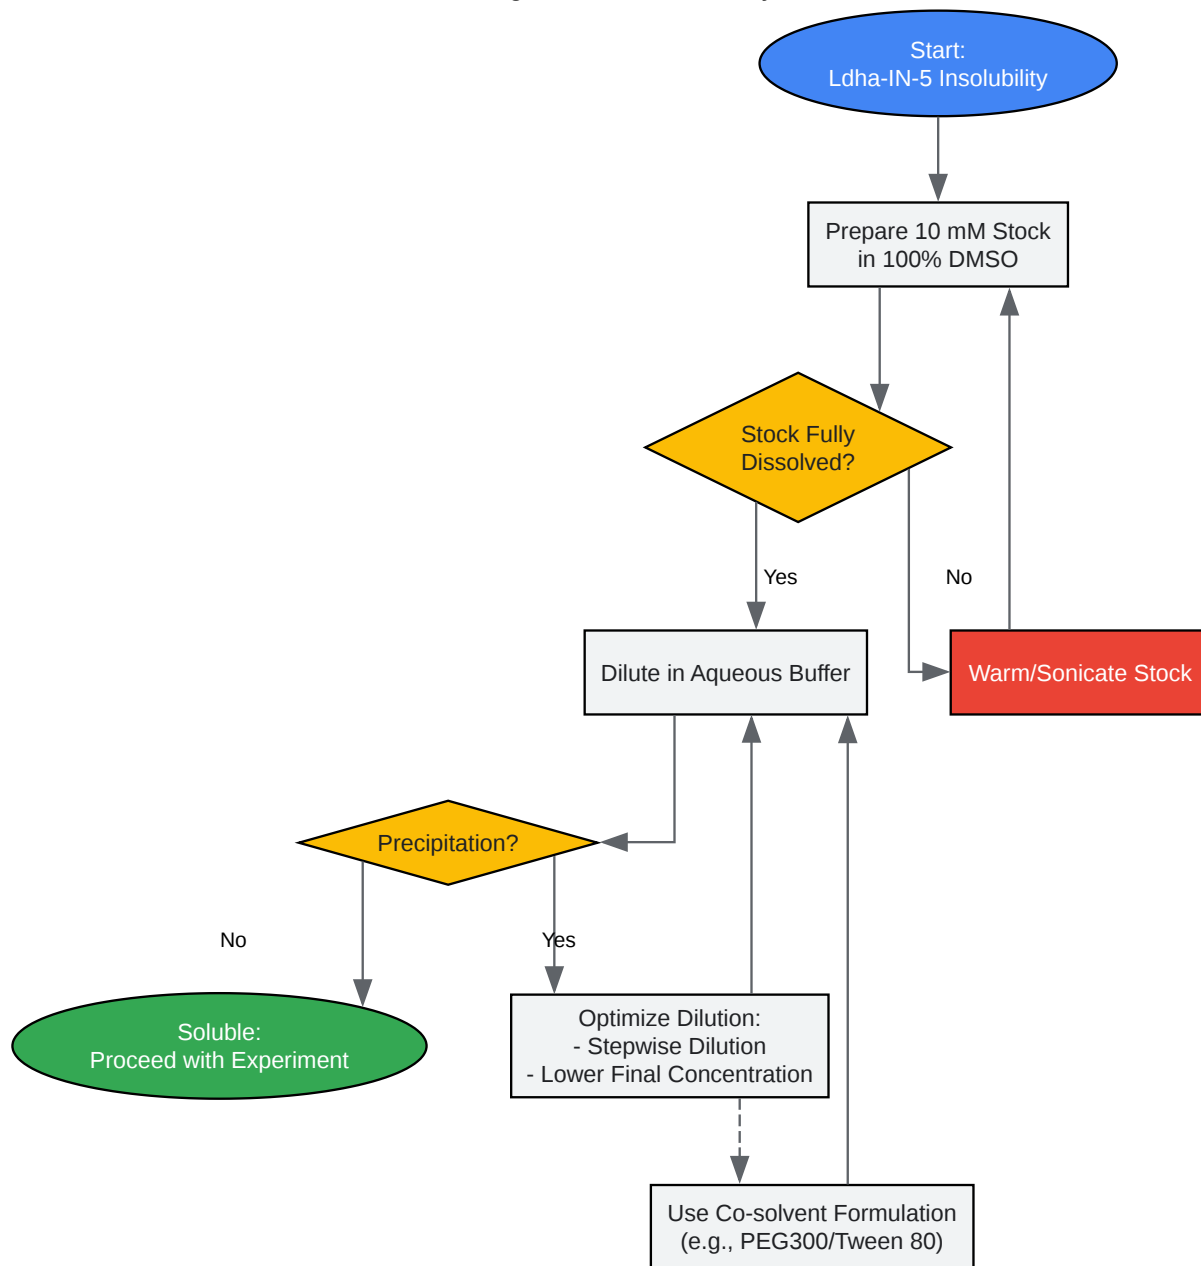 Start:
Ldha-IN-5 Insolubility
Prepare 10 mM Stock
in 100% DMSO
Stock Fully
Dissolved?
Yes
No
Dilute in Aqueous Buffer
Warm/Sonicate Stock
Precipitation?
No
Yes
Soluble:
Proceed with Experiment
Optimize Dilution:
- Stepwise Dilution
- Lower Final Concentration
Use Co-solvent Formulation
(e.g., PEG300/Tween 80)